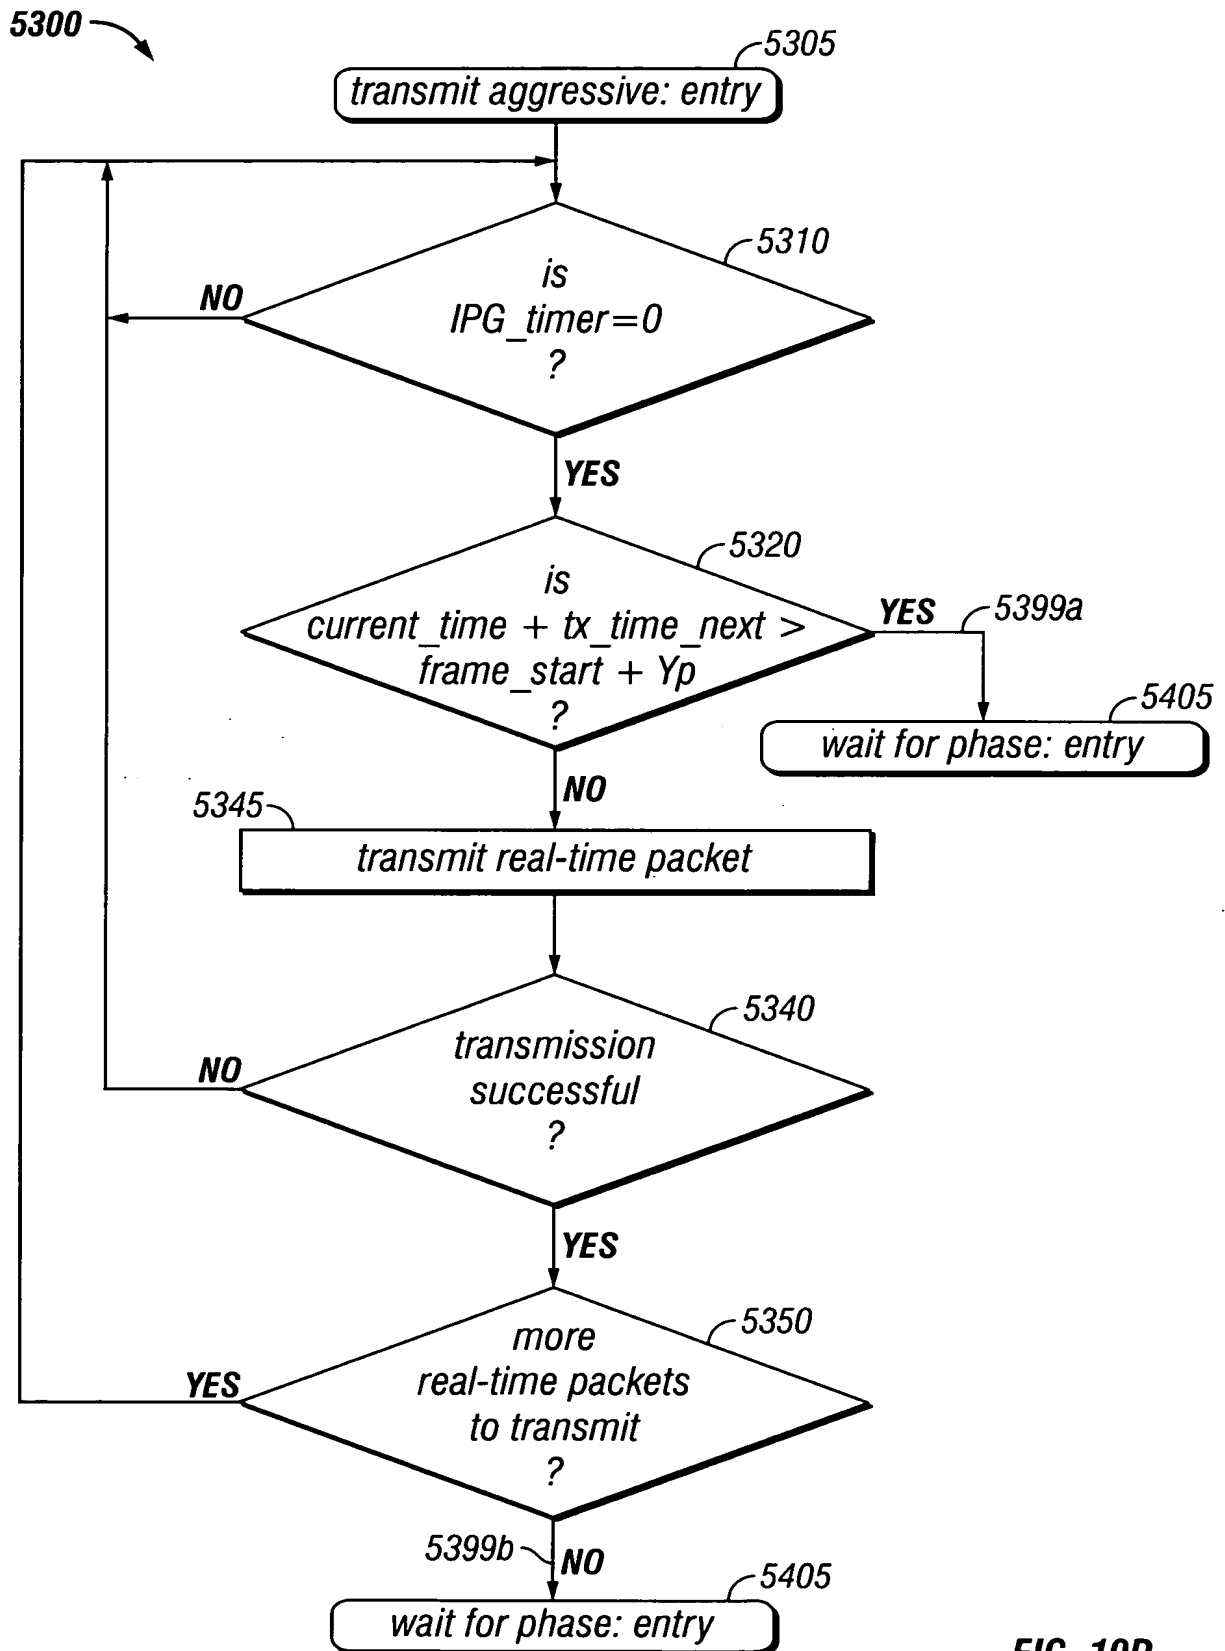 5300
5305
transmit aggressive: entry
5310
is
IPG_timer=0
?
NO
YES
5320
is
current_time + tx_time_next >
frame_start + Yp
?
YES
5399a
5405
wait for phase: entry
NO
5345
transmit real-time packet
5340
transmission
successful
?
NO
YES
5350
more
real-time packets
to transmit
?
YES
5399b
NO
5405
wait for phase: entry